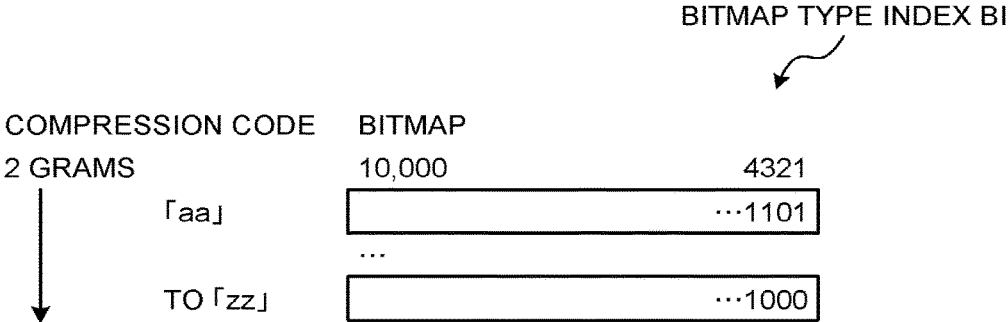 BITMAP TYPE INDEX BI
COMPRESSION CODE BITMAP
2 GRAMS 10,000 4321
「aa」 …1101
…
TO「zz」 …1000